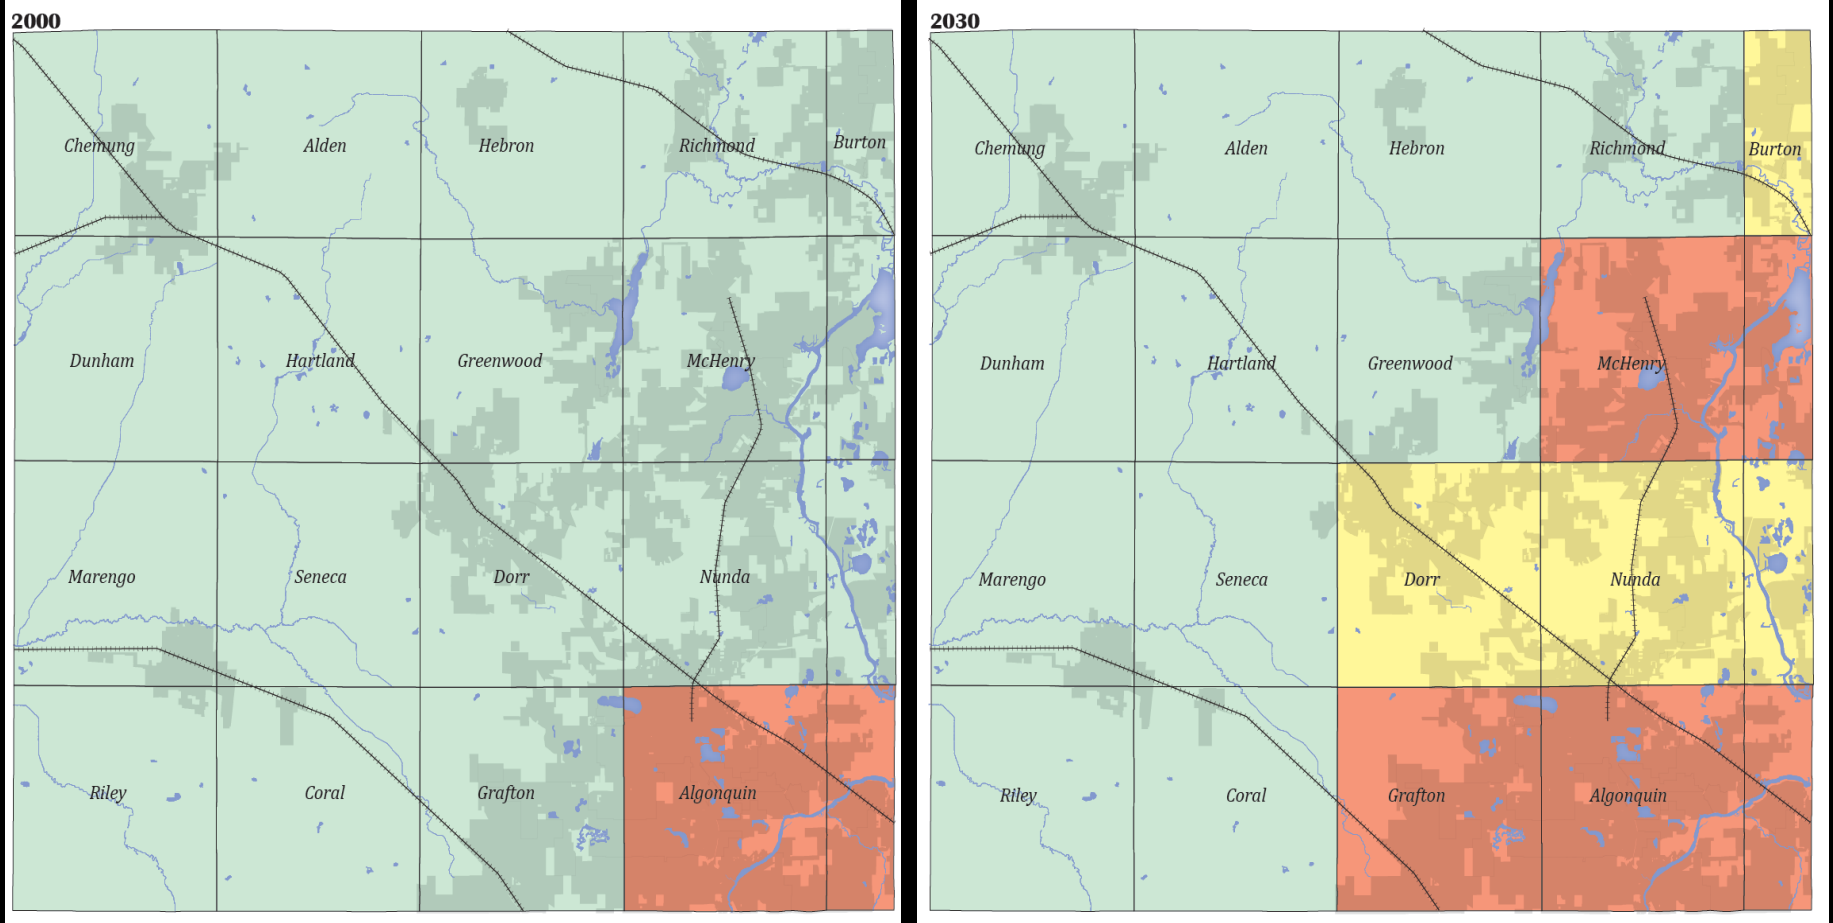 2000
Chemung
Alden
Hebron
Richmond
Burton
Dunham
Hartland
Greenwood
McHenry
Marengo
Seneca
Dorr
Nunda
Riley
Coral
Grafton
Algonquin
2030
Chemung
Alden
Hebron
Richmond
Burton
Dunham
Hartland
Greenwood
McHenry
Marengo
Seneca
Dorr
Nunda
Riley
Coral
Grafton
Algonquin